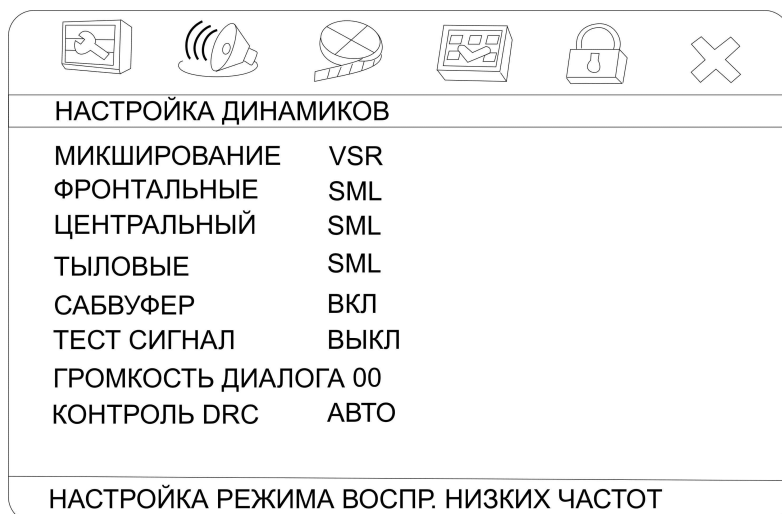 НАСТРОЙКА ДИНАМИКОВ
МИКШИРОВАНИЕ VSR
ФРОНТАЛЬНЫЕ SML
ЦЕНТРАЛЬНЫЙ SML
ТЫЛОВЫЕ SML
САБВУФЕР ВКЛ
ТЕСТ СИГНАЛ ВЫКЛ
ГРОМКОСТЬ ДИАЛОГА 00
КОНТРОЛЬ DRC АВТО
НАСТРОЙКА РЕЖИМА ВОСПР. НИЗКИХ ЧАСТОТ